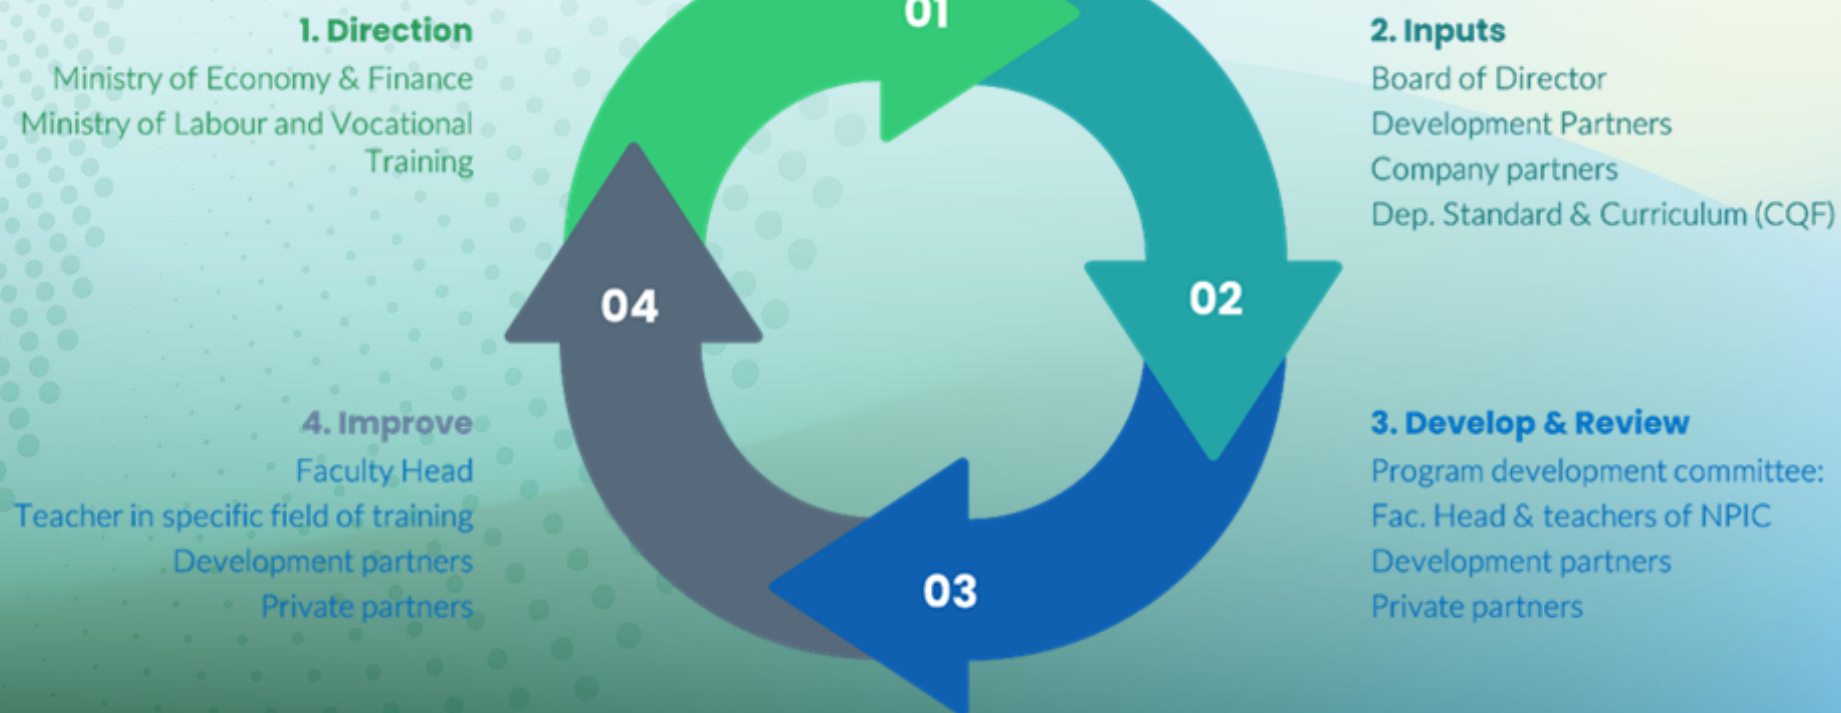 01
1. Direction
Ministry of Economy & Finance
Ministry of Labour and Vocational
Training
2. Inputs
Board of Director
Development Partners
Company partners
Dep. Standard & Curriculum (CQF)
04
02
4. Improve
Faculty Head
Teacher in specific field of training
Development partners
Private partners
3. Develop & Review
Program development committee:
Fac. Head & teachers of NPIC
Development partners
Private partners
03